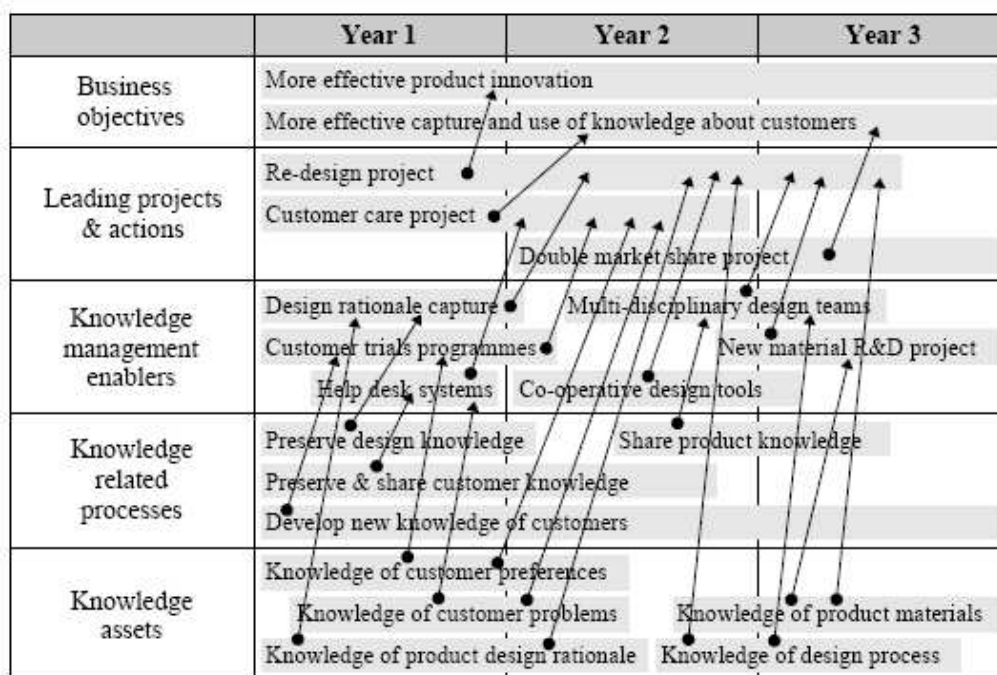 Year 1 Year 2 Year 3
Business
objectives
More effective product innovation
More effective capture and use of knowledge about customers
Leading projects
& actions
Re-design project
Customer care project
Double market share project
Knowledge
management
enablers
Design rationale capture Multi-disciplinary design teams
Customer trials programmes New material R&D project
Help desk systems Co-operative design tools
Knowledge
related
processes
Preserve design knowledge Share product knowledge
Preserve & share customer knowledge
Develop new knowledge of customers
Knowledge
assets
Knowledge of customer preferences
Knowledge of customer problems Knowledge of product materials
Knowledge of product design rationale Knowledge of design process